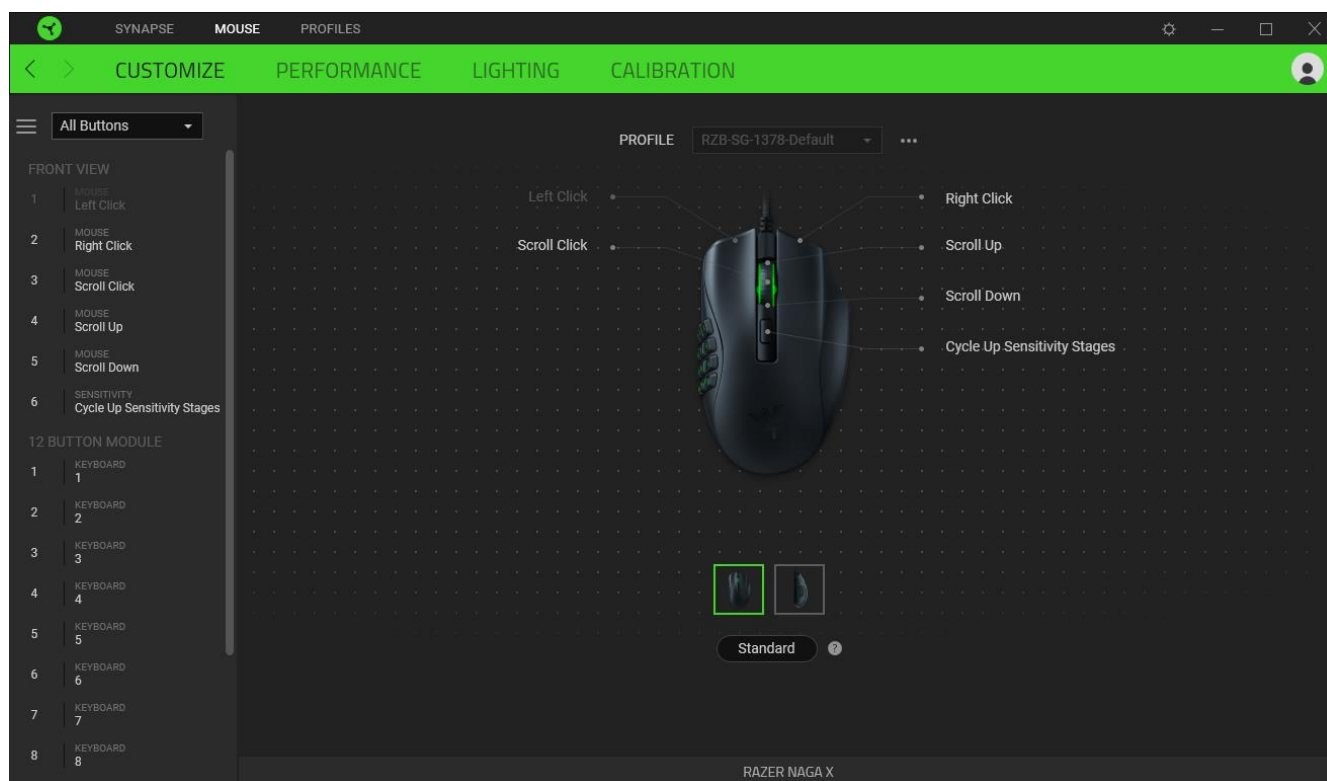 SYNAPSE MOUSE PROFILES
CUSTOMIZE PERFORMANCE LIGHTING CALIBRATION
All Buttons
PROFILE RZB-SG-1378-Default
FRONT VIEW
1 MOUSE
Left Click
2 MOUSE
Right Click
3 MOUSE
Scroll Click
4 MOUSE
Scroll Up
5 MOUSE
Scroll Down
6 SENSITIVITY
Cycle Up Sensitivity Stages
12 BUTTON MODULE
1 KEYBOARD
1
2 KEYBOARD
2
3 KEYBOARD
3
4 KEYBOARD
4
5 KEYBOARD
5
6 KEYBOARD
6
7 KEYBOARD
7
8 KEYBOARD
8
Left Click
Scroll Click
Right Click
Scroll Up
Scroll Down
Cycle Up Sensitivity Stages
Standard ?
RAZER NAGA X